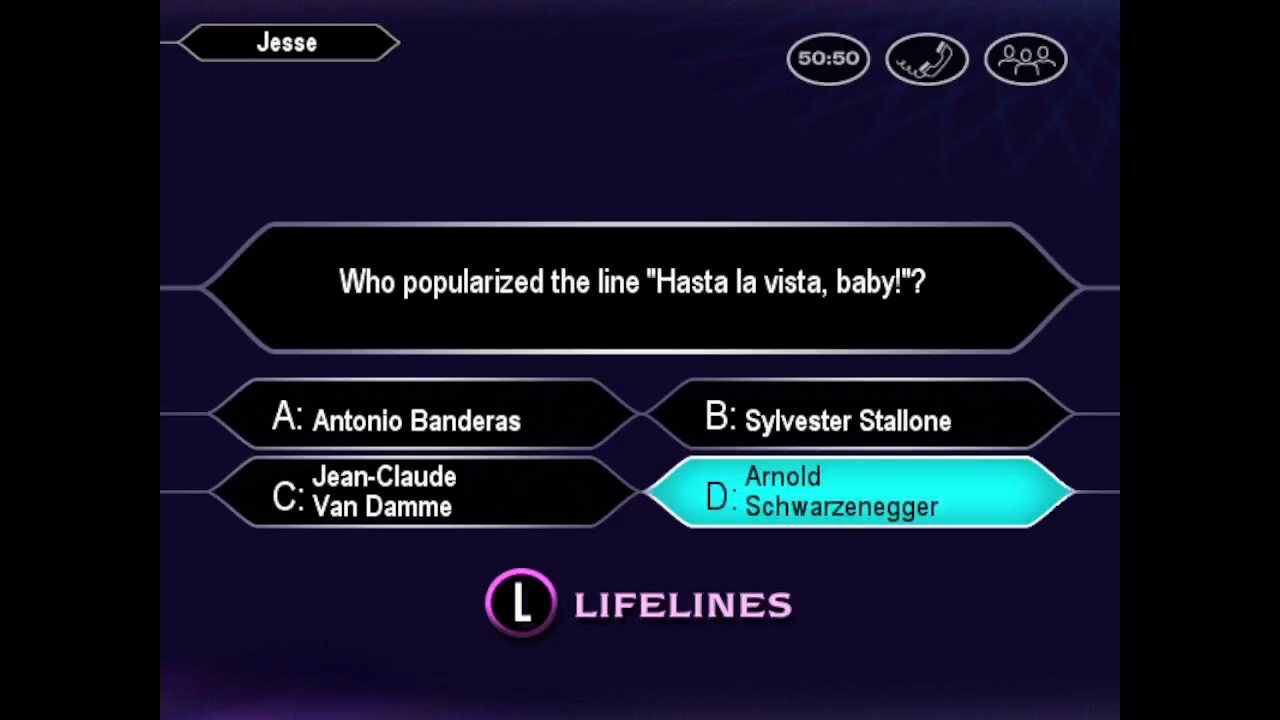 Jesse
50:50
Who popularized the line "Hasta la vista, baby!"?
A: Antonio Banderas
B: Sylvester Stallone
C: Jean-Claude
Van Damme
D: Arnold
Schwarzenegger
L LIFELINES